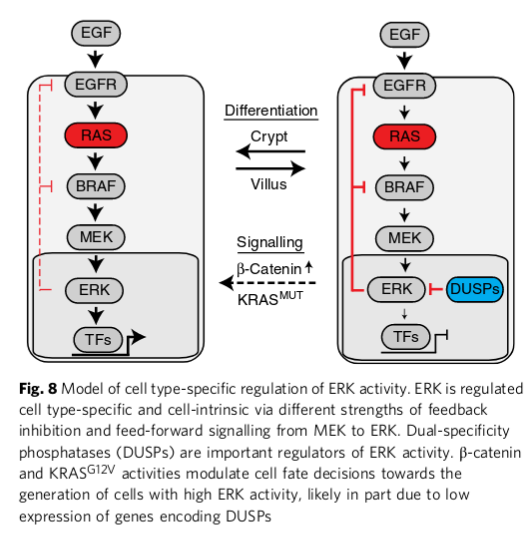 EGF
EGFR
RAS
BRAF
MEK
ERK
TFs
Differentiation
Crypt
Villus
Signalling
β-Catenin
KRASMUT
EGF
EGFR
RAS
BRAF
MEK
ERK
DUSPs
TFs
Fig. 8 Model of cell type-specific regulation of ERK activity. ERK is regulated
cell type-specific and cell-intrinsic via different strengths of feedback
inhibition and feed-forward signalling from MEK to ERK. Dual-specificity
phosphatases (DUSPs) are important regulators of ERK activity. β-catenin
and KRASG12V activities modulate cell fate decisions towards the
generation of cells with high ERK activity, likely in part due to low
expression of genes encoding DUSPs